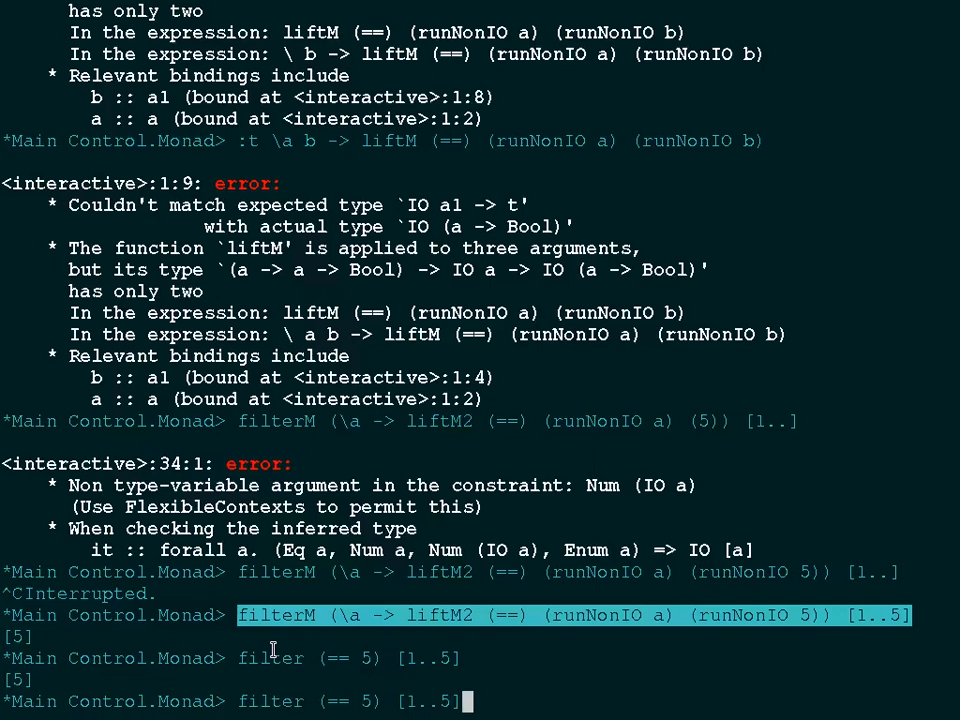 has only two
In the expression: liftM (==) (runNonIO a) (runNonIO b)
In the expression: \ b -> liftM (==) (runNonIO a) (runNonIO b)
* Relevant bindings include
b :: a1 (bound at <interactive>:1:8)
a :: a (bound at <interactive>:1:2)
*Main Control.Monad> :t \a b -> liftM (==) (runNonIO a) (runNonIO b)
<interactive>:1:9: error:
* Couldn't match expected type `IO a1 -> t'
with actual type `IO (a -> Bool)'
* The function `liftM' is applied to three arguments,
but its type `(a -> a -> Bool) -> IO a -> IO (a -> Bool)'
has only two
In the expression: liftM (==) (runNonIO a) (runNonIO b)
In the expression: \ a b -> liftM (==) (runNonIO a) (runNonIO b)
* Relevant bindings include
b :: a1 (bound at <interactive>:1:4)
a :: a (bound at <interactive>:1:2)
*Main Control.Monad> filterM (\a -> liftM2 (==) (runNonIO a) (5)) [1..]
<interactive>:34:1: error:
* Non type-variable argument in the constraint: Num (IO a)
(Use FlexibleContexts to permit this)
* When checking the inferred type
it :: forall a. (Eq a, Num a, Num (IO a), Enum a) => IO [a]
*Main Control.Monad> filterM (\a -> liftM2 (==) (runNonIO a) (runNonIO 5)) [1..]
^CInterrupted.
*Main Control.Monad> filterM (\a -> liftM2 (==) (runNonIO a) (runNonIO 5)) [1..5]
[5]
*Main Control.Monad> filter (== 5) [1..5]
[5]
*Main Control.Monad> filter (== 5) [1..5]